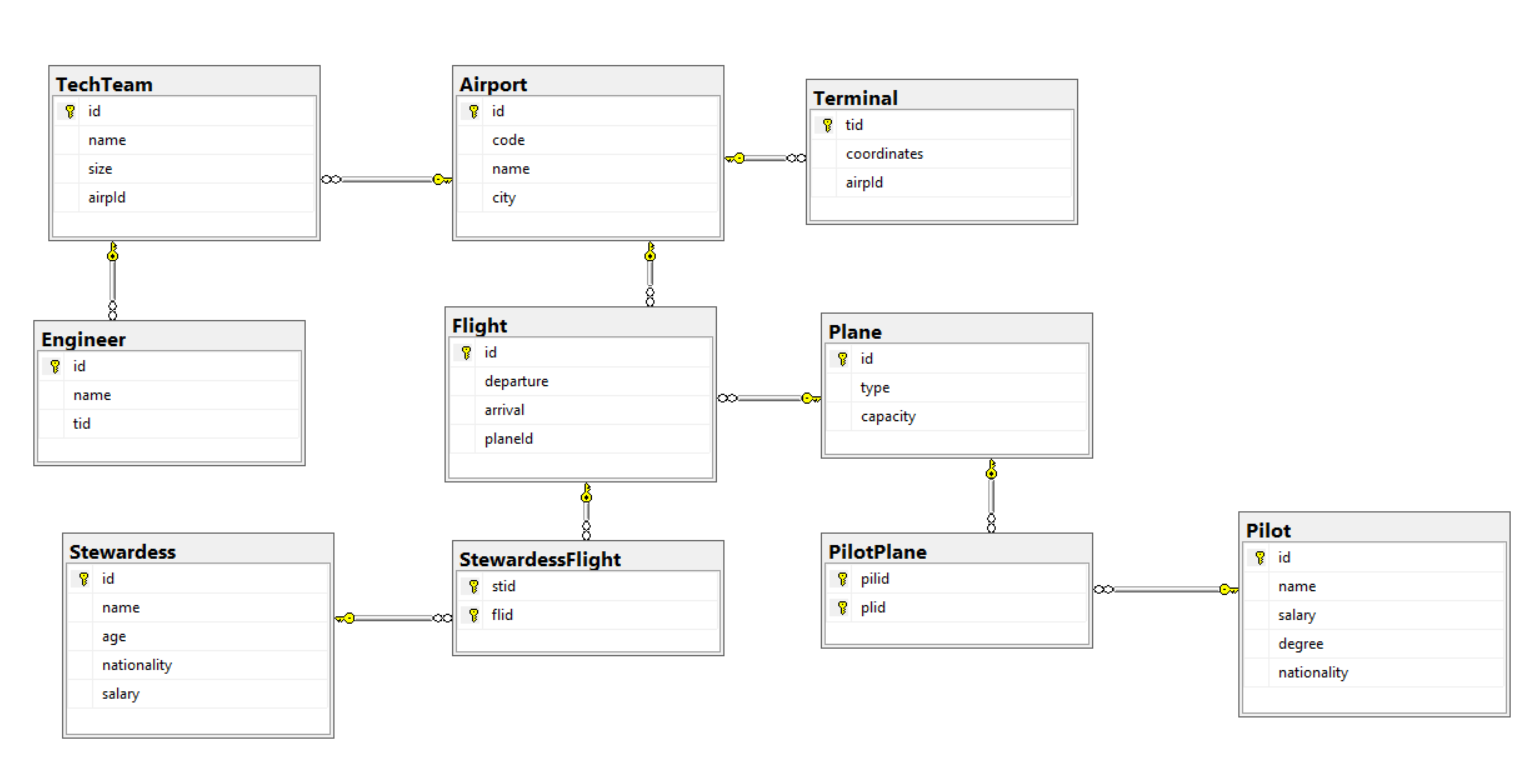 TechTeam
id
name
size
airpId
Airport
id
code
name
city
Terminal
tid
coordinates
airpId
Engineer
id
name
tid
Flight
id
departure
arrival
planeId
Plane
id
type
capacity
Stewardess
id
name
age
nationality
salary
StewardessFlight
stid
flid
PilotPlane
pilid
plid
Pilot
id
name
salary
degree
nationality